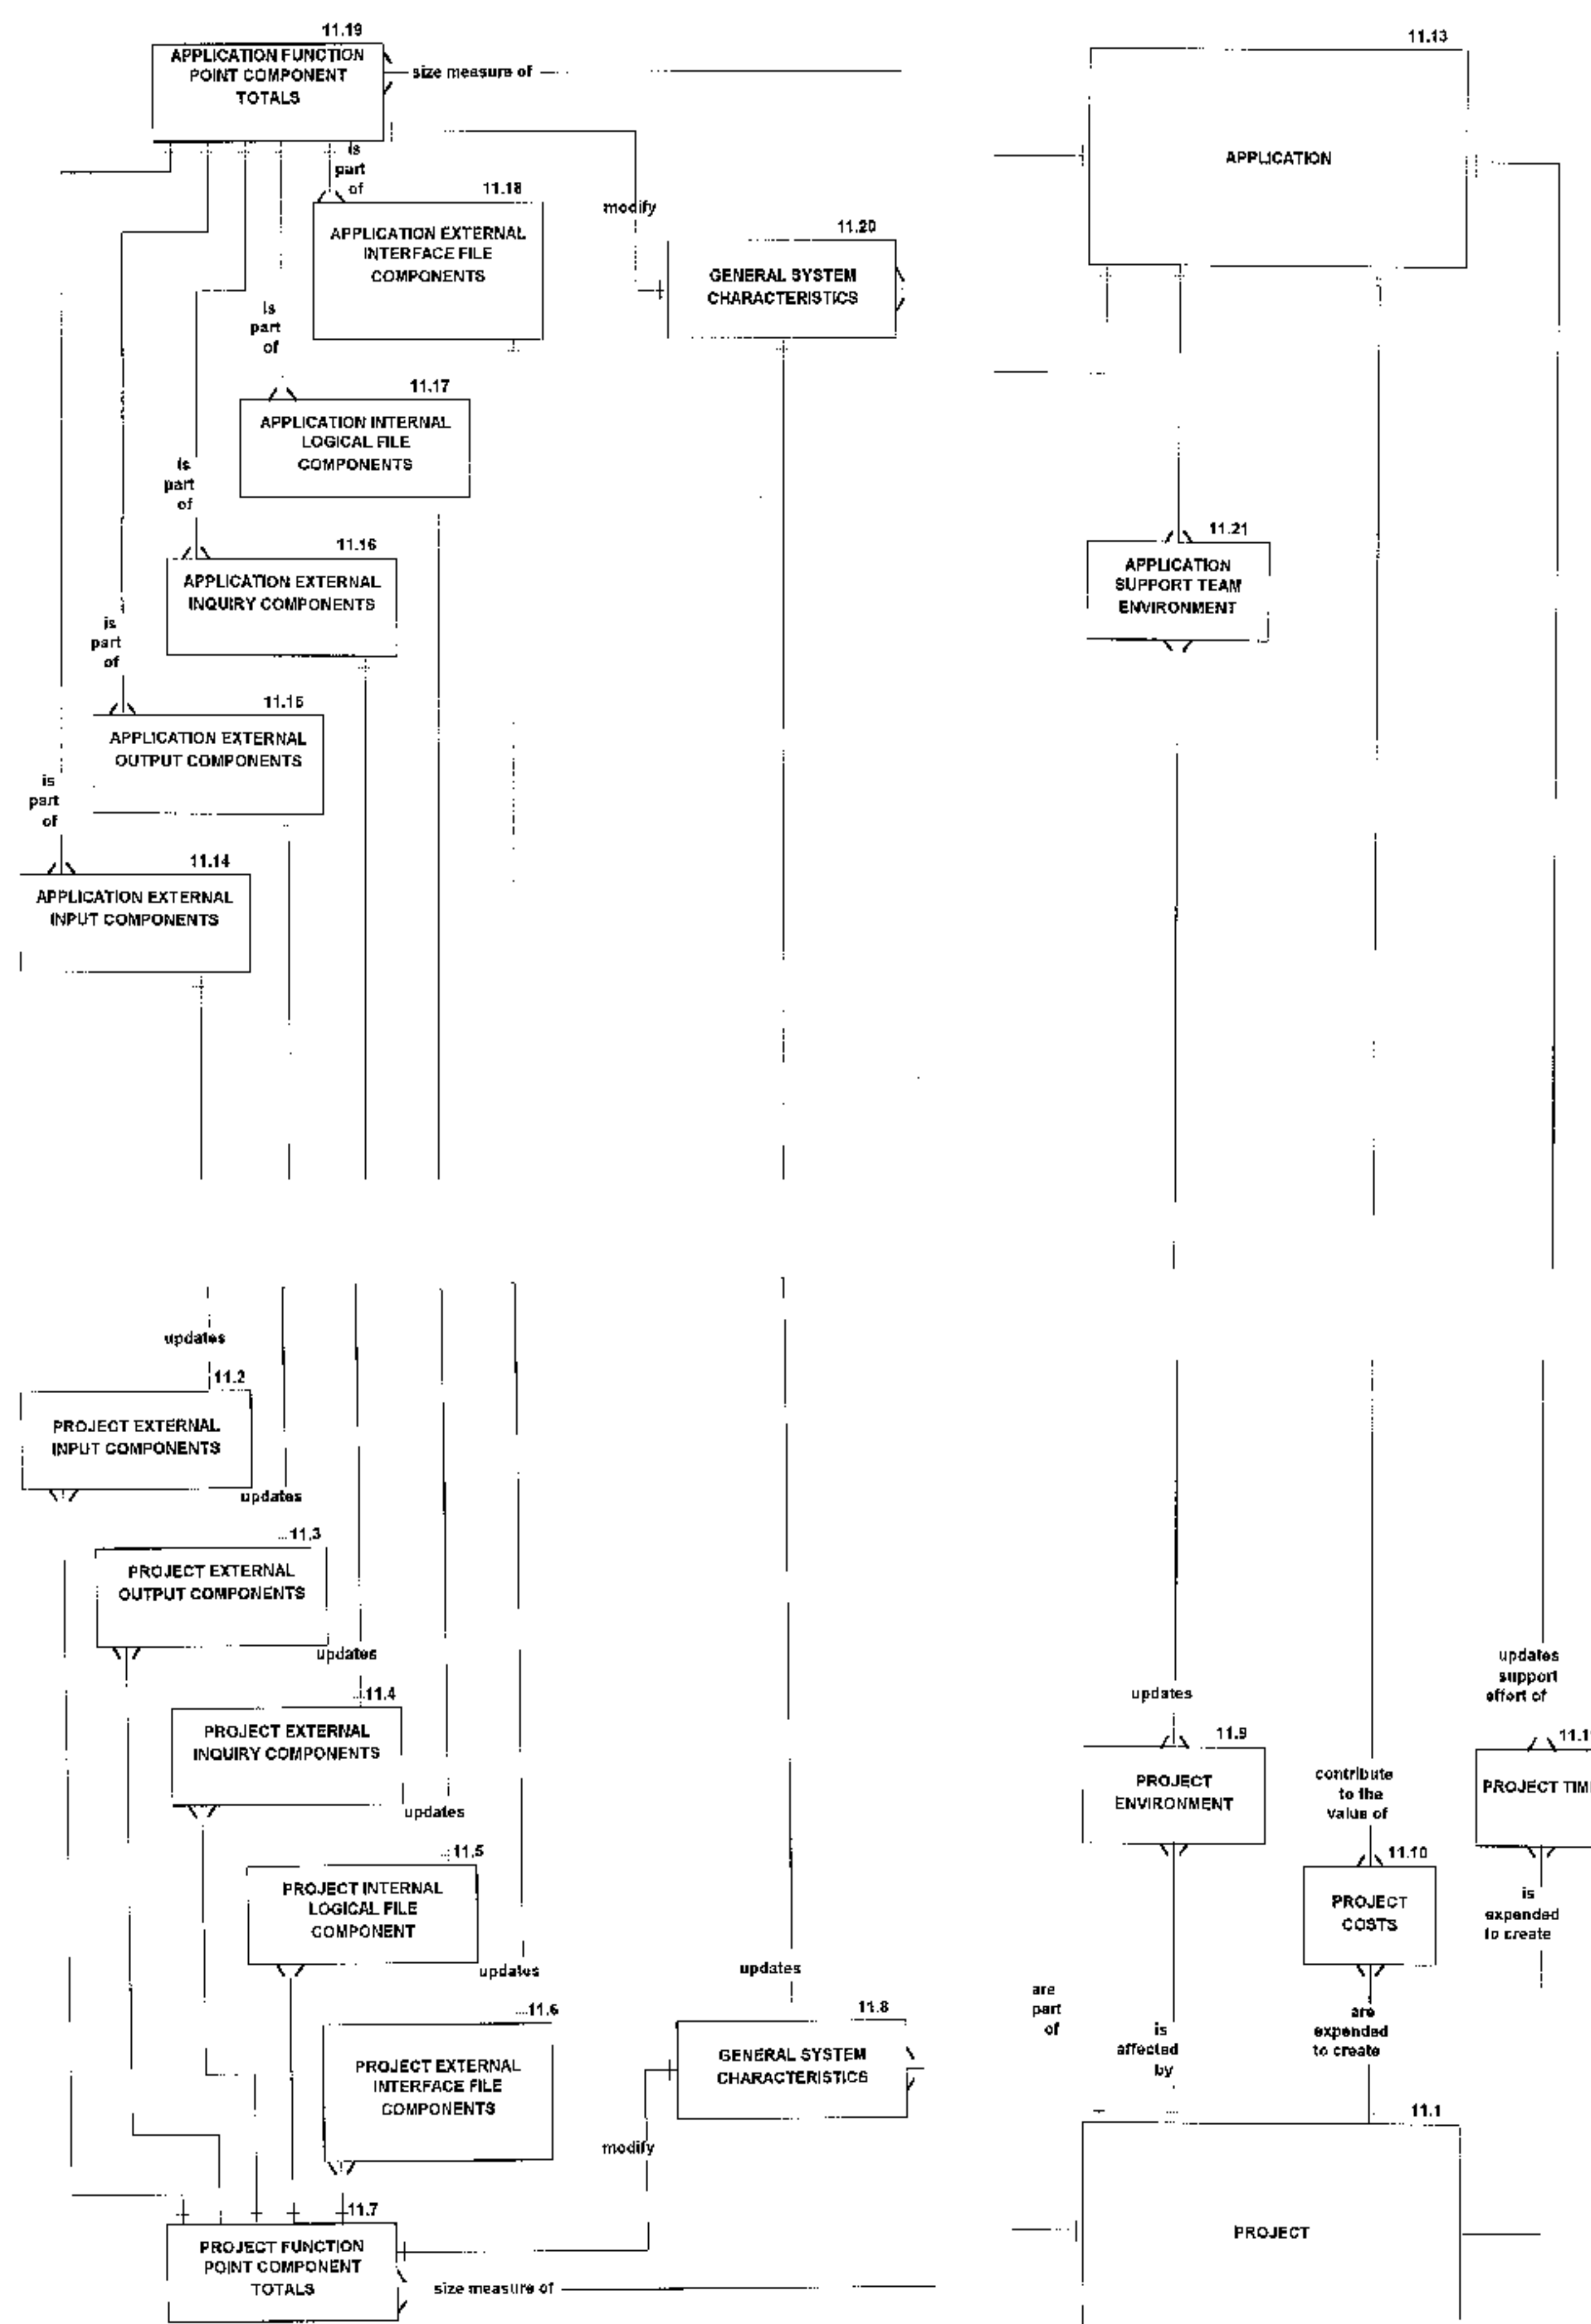 11.19
APPLICATION FUNCTION
POINT COMPONENT
TOTALS
size measure of
11.13
APPLICATION
is
part
of
11.18
APPLICATION EXTERNAL
INTERFACE FILE
COMPONENTS
modify
11.20
GENERAL SYSTEM
CHARACTERISTICS
is
part
of
11.17
APPLICATION INTERNAL
LOGICAL FILE
COMPONENTS
is
part
of
11.16
APPLICATION EXTERNAL
INQUIRY COMPONENTS
11.21
APPLICATION
SUPPORT TEAM
ENVIRONMENT
is
part
of
11.15
APPLICATION EXTERNAL
OUTPUT COMPONENTS
is
part
of
11.14
APPLICATION EXTERNAL
INPUT COMPONENTS
updates
11.2
PROJECT EXTERNAL
INPUT COMPONENTS
updates
11.3
PROJECT EXTERNAL
OUTPUT COMPONENTS
updates
11.4
PROJECT EXTERNAL
INQUIRY COMPONENTS
updates
11.5
PROJECT INTERNAL
LOGICAL FILE
COMPONENT
updates
11.6
PROJECT EXTERNAL
INTERFACE FILE
COMPONENTS
updates
11.8
GENERAL SYSTEM
CHARACTERISTICS
modify
11.7
PROJECT FUNCTION
POINT COMPONENT
TOTALS
size measure of
updates
11.9
PROJECT
ENVIRONMENT
contribute
to the
value of
11.10
PROJECT
COSTS
updates
support
effort of
11.1
PROJECT TIM
is
expended
to create
are
part
of
is
affected
by
are
expended
to create
11.1
PROJECT